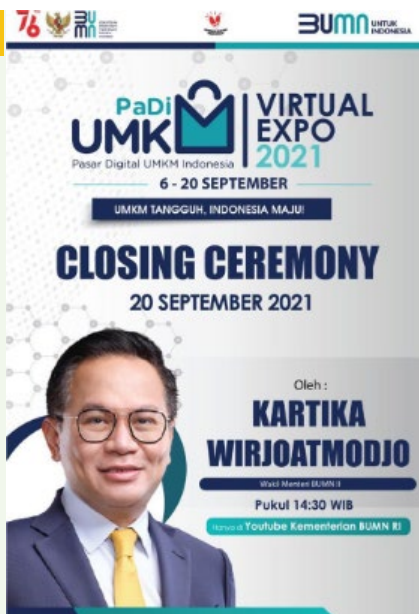 76
BUMN
BUMN UNTUK INDONESIA
PaDi
UMKM
Pasar Digital UMKM Indonesia
VIRTUAL
EXPO
2021
6 - 20 SEPTEMBER
UMKM TANGGUH, INDONESIA MAJU!
CLOSING CEREMONY
20 SEPTEMBER 2021
Oleh :
KARTIKA
WIRJOATMODJO
Wakil Menteri BUMN II
Pukul 14:30 WIB
Hanya di Youtube Kementerian BUMN RI